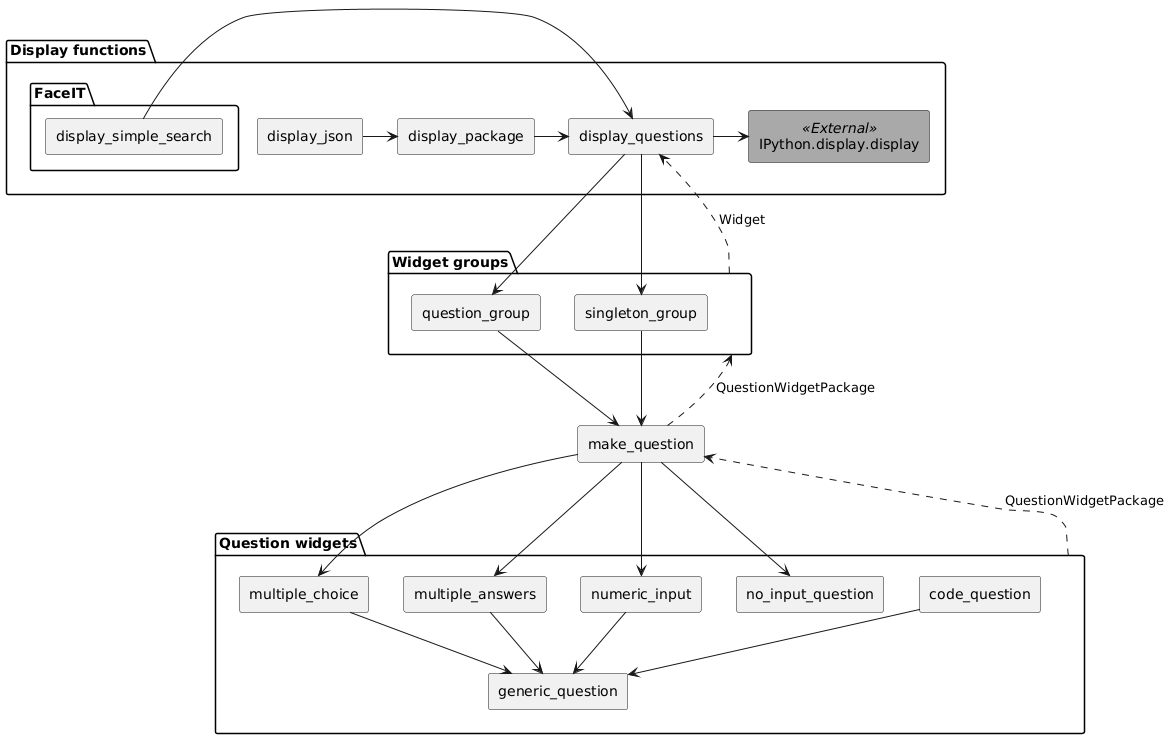 Display functions
FaceIT
display_simple_search
display_json
display_package
display_questions
«External»
IPython.display.display
Widget
Widget groups
question_group
singleton_group
QuestionWidgetPackage
make_question
QuestionWidgetPackage
Question widgets
multiple_choice
multiple_answers
numeric_input
no_input_question
code_question
generic_question